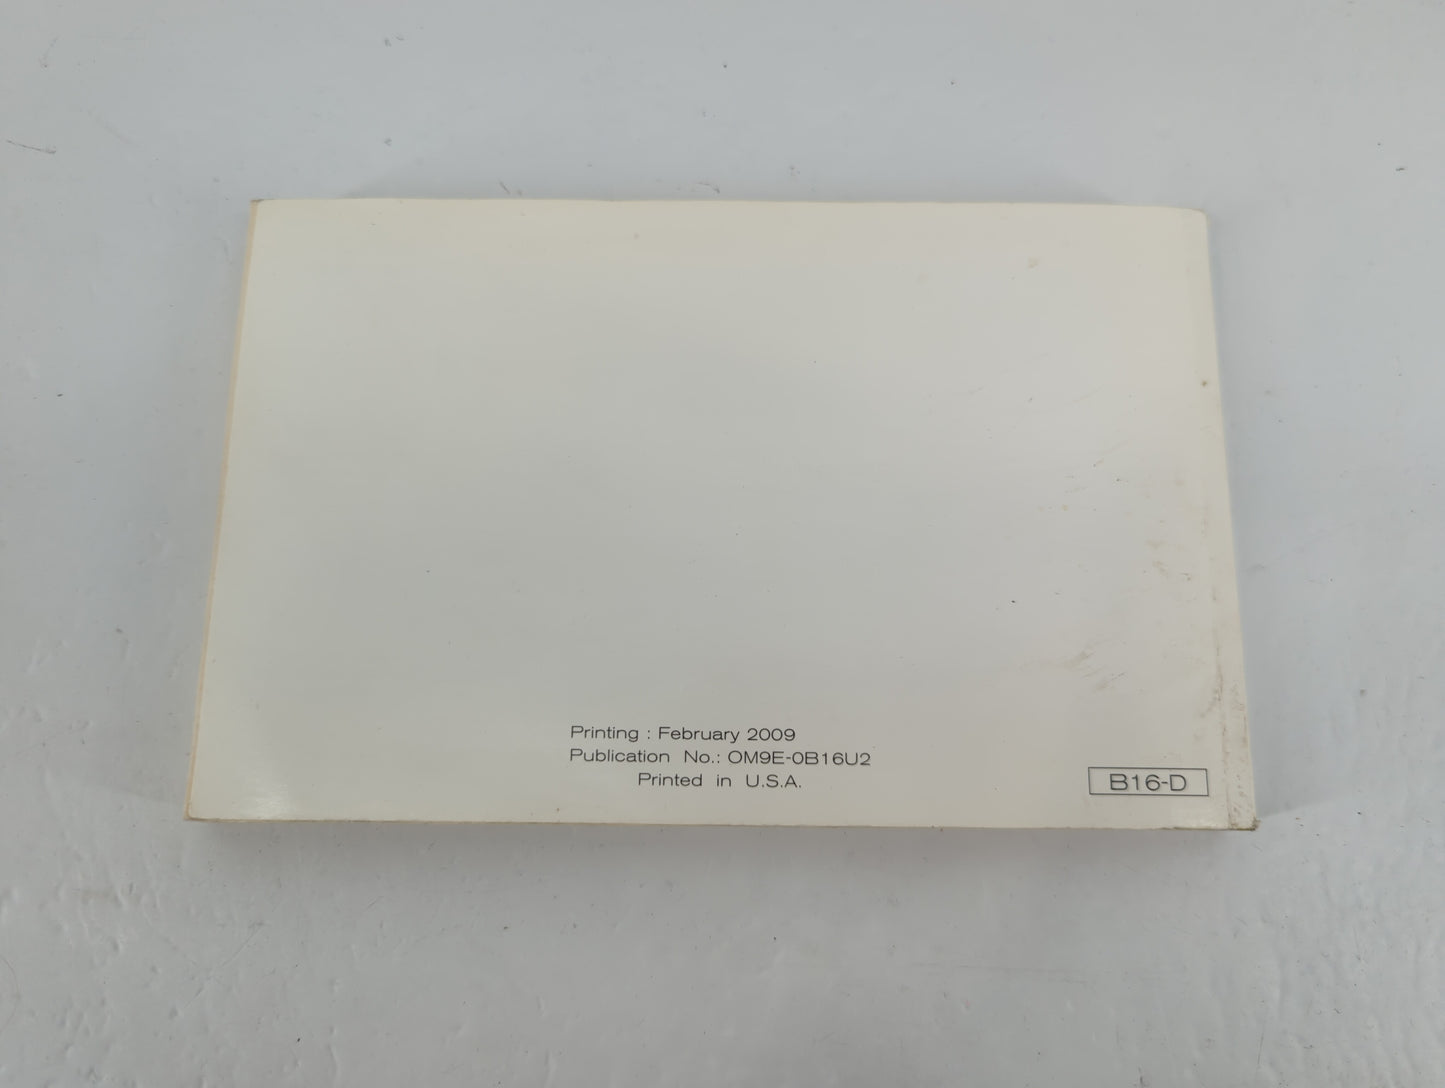 Printing : February 2009
Publication No.: OM9E-0B16U2
Printed in U.S.A.
B16-D